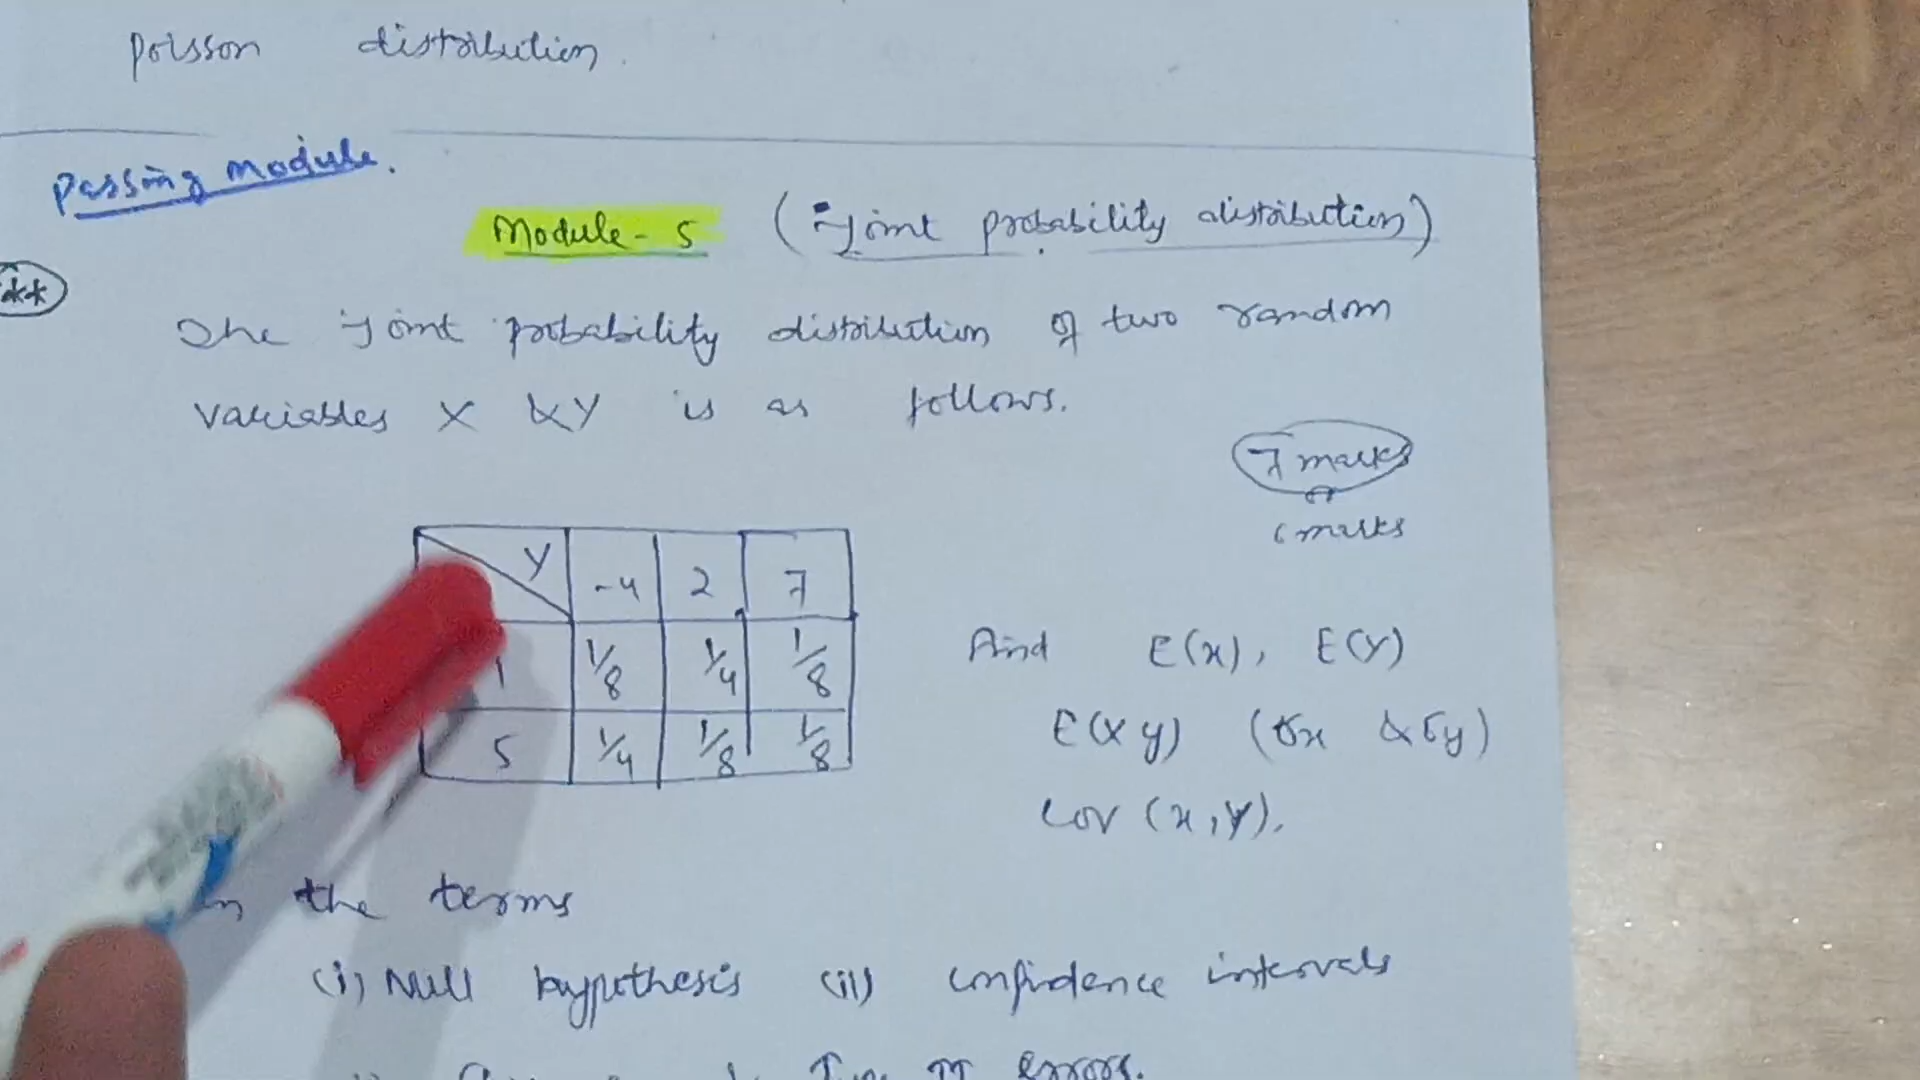 Poisson distribution.
Passing module.
Module-5 (Joint probability distribution)
The joint probability distribution of two random
variables X & Y is as follows.
7 marks
or
6 marks
Y -4 2 7
1 1/8 1/4 1/8
5 1/4 1/8 1/8
Find E(x), E(Y)
E(XY) (σx & σy)
Cov (x,y).
the terms
(i) Null hypothesis (ii) confidence intervals
errors.